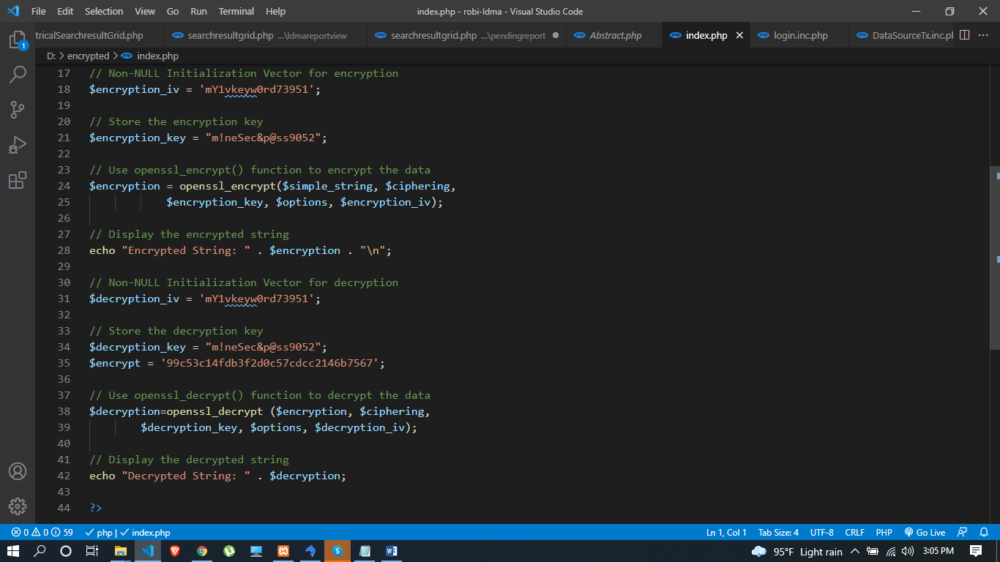 File Edit Selection View Go Run Terminal Help index.php - robi-ldma - Visual Studio Code
tricalSearchresultGrid.php searchresultgrid.php ...\ldmareportview searchresultgrid.php ...\pendingreport Abstract.php index.php login.inc.php DataSourceTx.inc.pl
1
D: > encrypted > index.php
17 // Non-NULL Initialization Vector for encryption
18 $encryption_iv = 'mY1vkeyw0rd73951';
19
20 // Store the encryption key
21 $encryption_key = "m!neSec&p@ss9052";
22
23 // Use openssl_encrypt() function to encrypt the data
24 $encryption = openssl_encrypt($simple_string, $ciphering,
25 $encryption_key, $options, $encryption_iv);
26
27 // Display the encrypted string
28 echo "Encrypted String: " . $encryption . "\n";
29
30 // Non-NULL Initialization Vector for decryption
31 $decryption_iv = 'mY1vkeyw0rd73951';
32
33 // Store the decryption key
34 $decryption_key = "m!neSec&p@ss9052";
35 $encrypt = '99c53c14fdb3f2d0c57cdcc2146b7567';
36
37 // Use openssl_decrypt() function to decrypt the data
38 $decryption=openssl_decrypt ($encryption, $ciphering,
39 $decryption_key, $options, $decryption_iv);
40
41 // Display the decrypted string
42 echo "Decrypted String: " . $decryption;
43
44 ?>
0 0 59 php | index.php Ln 1, Col 1 Tab Size: 4 UTF-8 CRLF PHP Go Live
95°F Light rain 3:05 PM